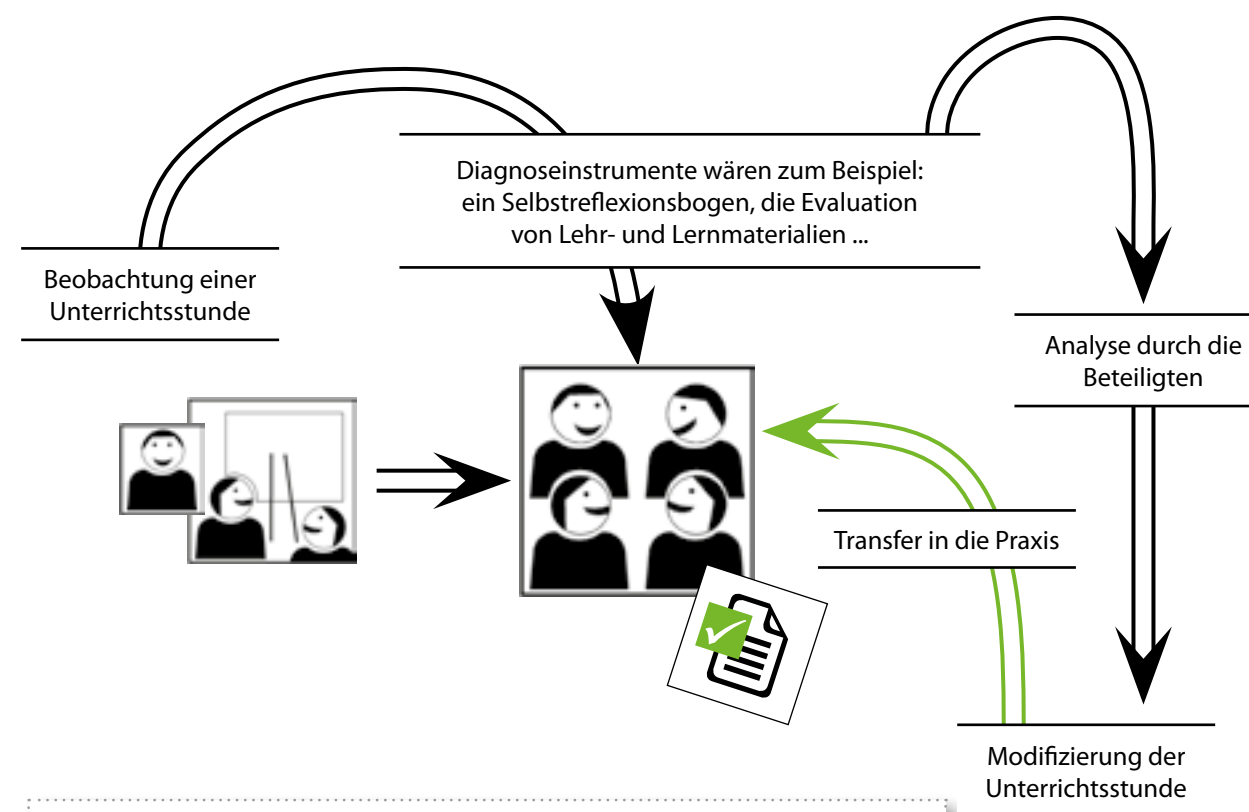 Diagnoseinstrumente wären zum Beispiel:
ein Selbstreflexionsbogen, die Evaluation
von Lehr- und Lernmaterialien ...
Beobachtung einer
Unterrichtsstunde
Analyse durch die
Beteiligten
Transfer in die Praxis
Modifizierung der
Unterrichtsstunde